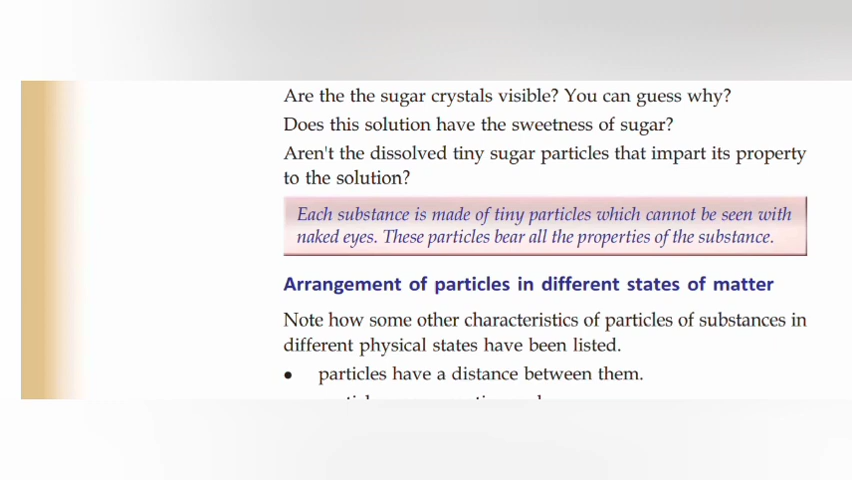 Are the the sugar crystals visible? You can guess why?
Does this solution have the sweetness of sugar?
Aren't the dissolved tiny sugar particles that impart its property
to the solution?
Each substance is made of tiny particles which cannot be seen with
naked eyes. These particles bear all the properties of the substance.
Arrangement of particles in different states of matter
Note how some other characteristics of particles of substances in
different physical states have been listed.
• particles have a distance between them.